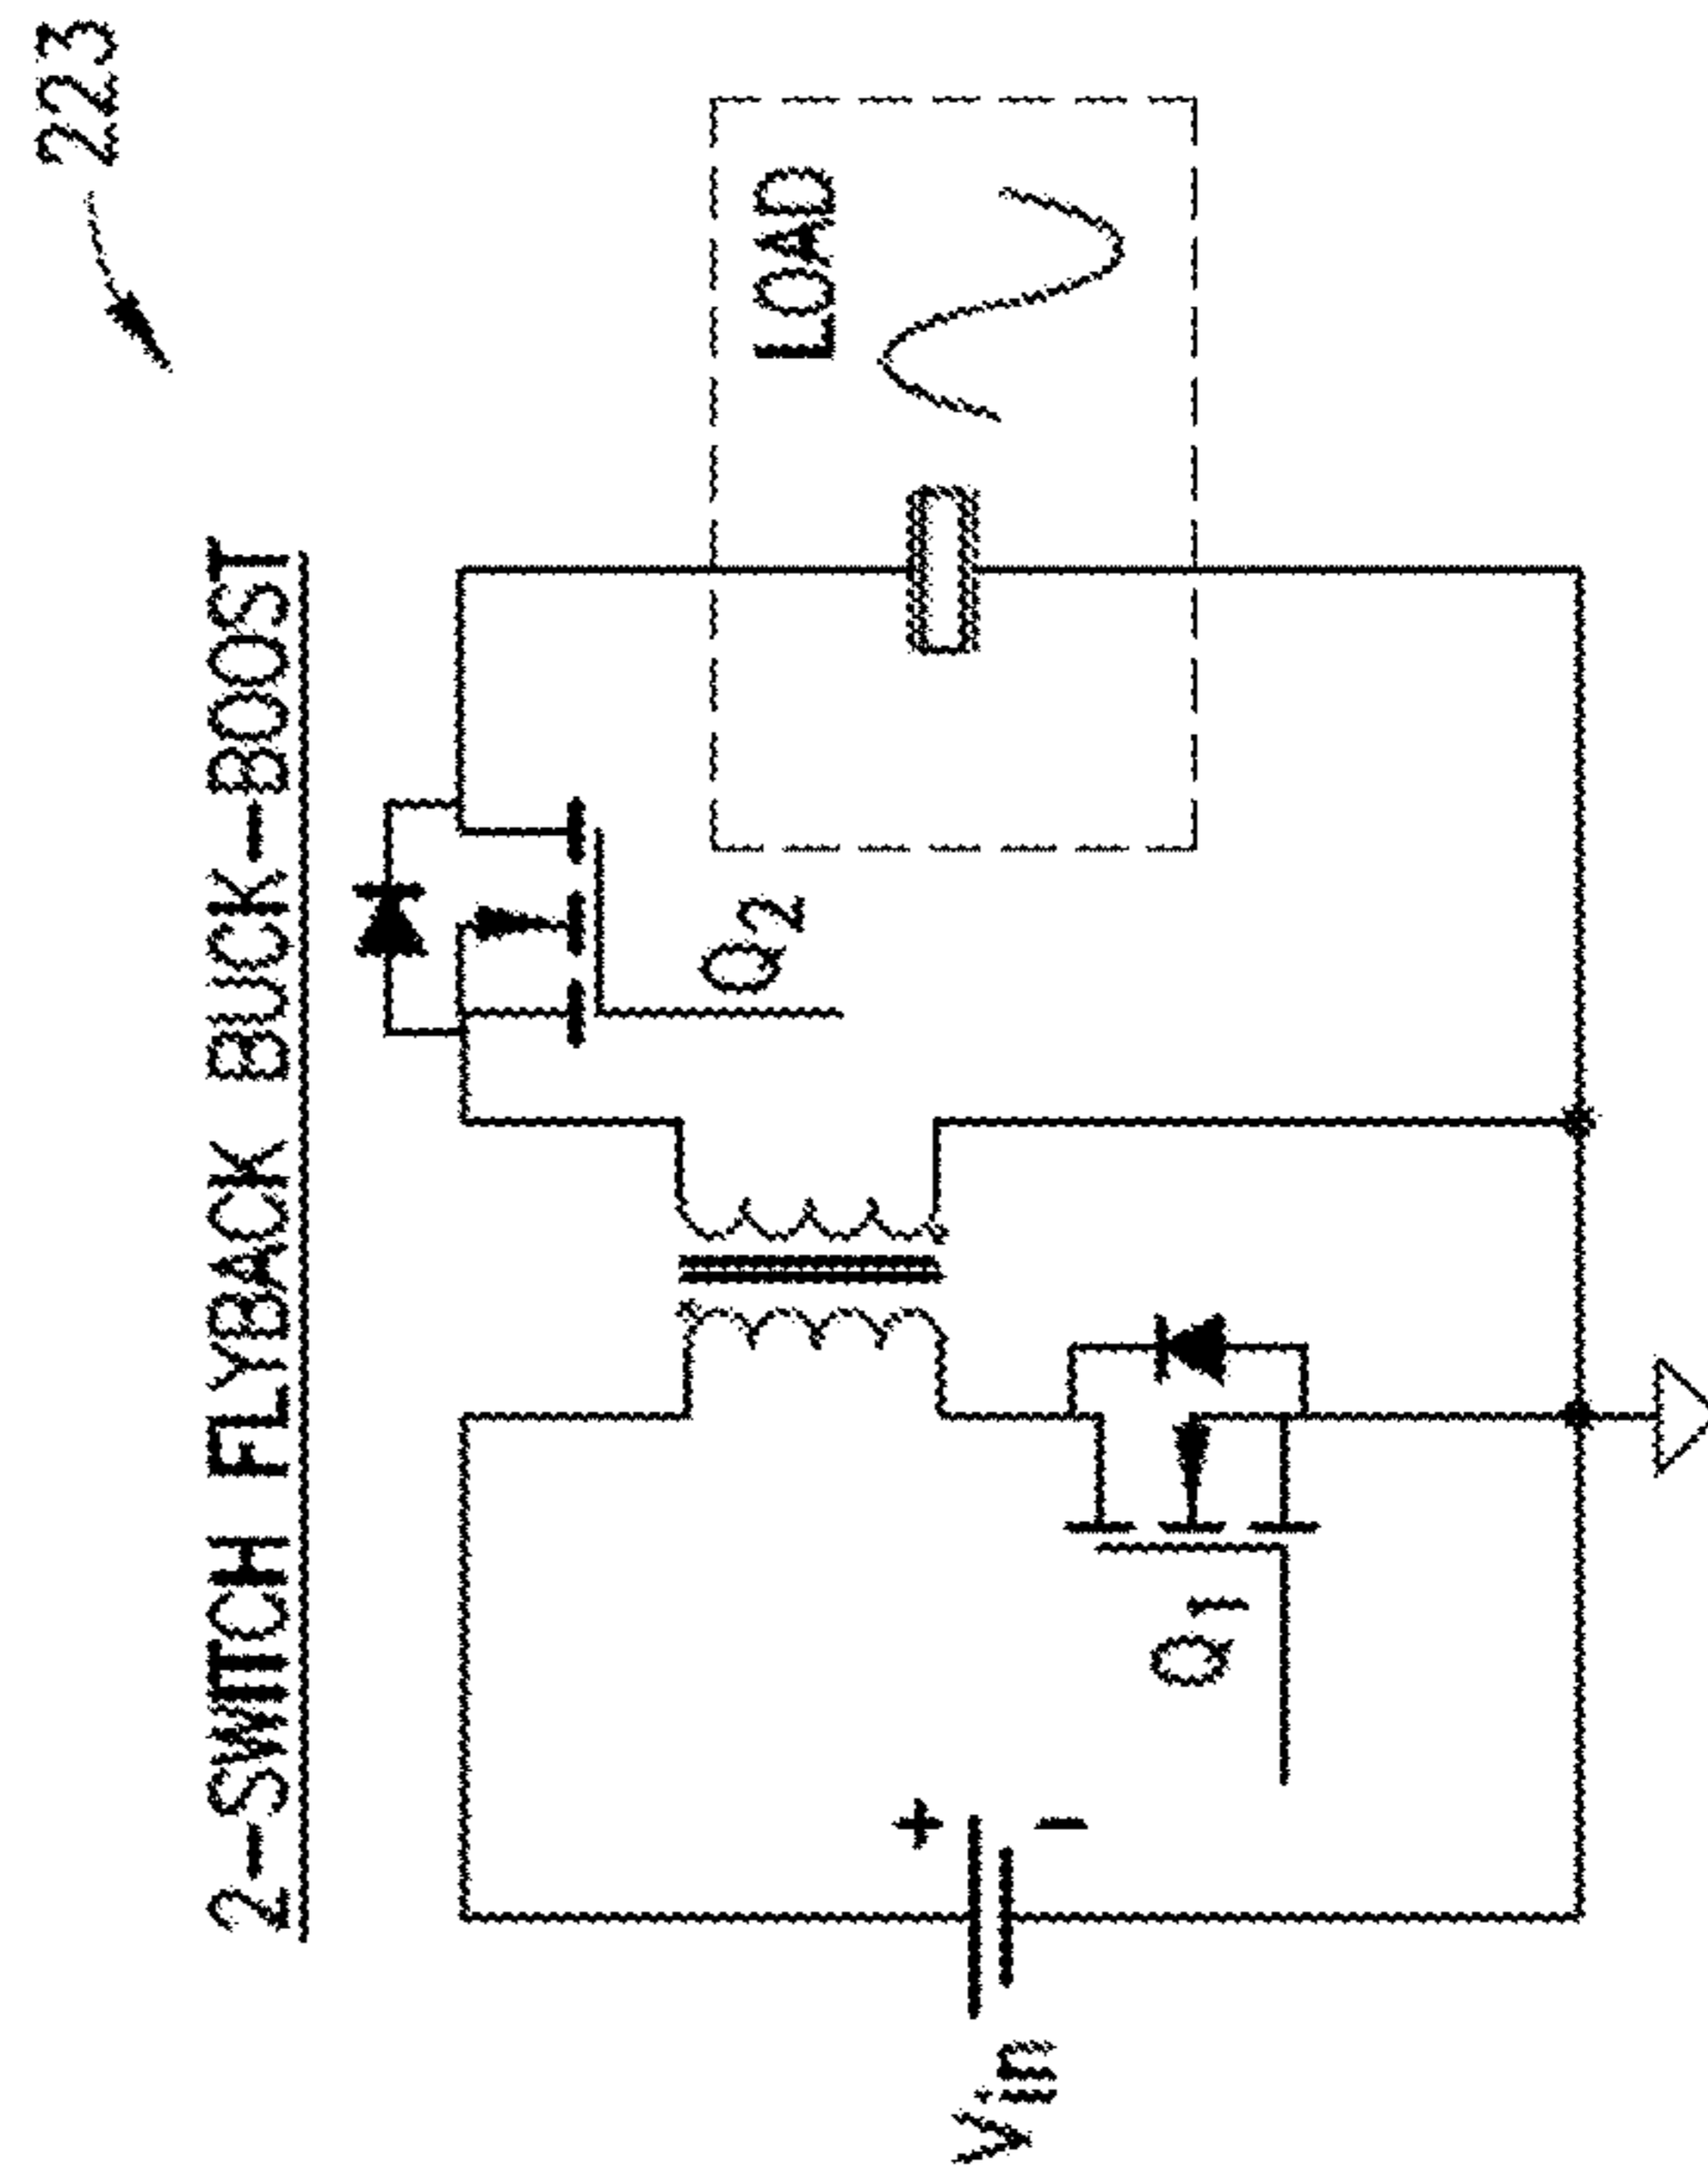 223
2-SWITCH FLYBACK BUCK-BOOST
LOAD
Q2
Q1
+
-
Vin